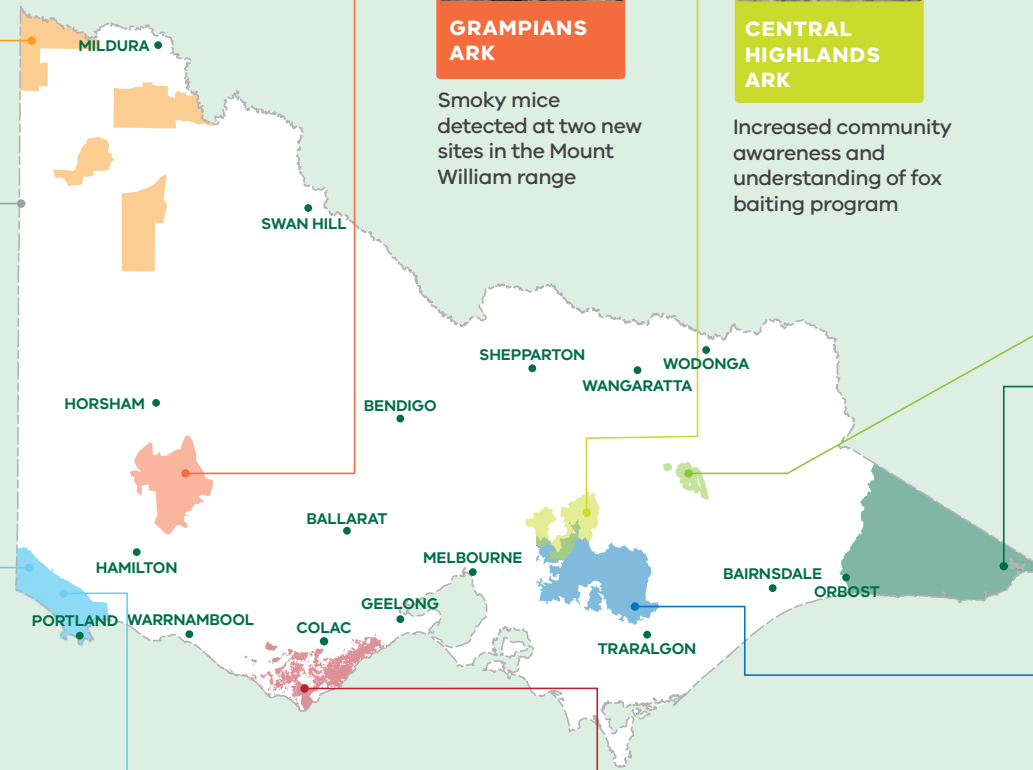 GRAMPIANS
ARK
Smoky mice
detected at two new
sites in the Mount
William range
CENTRAL
HIGHLANDS
ARK
Increased community
awareness and
understanding of fox
baiting program
MILDURA
SWAN HILL
SHEPPARTON
WODONGA
WANGARATTA
HORSHAM
BENDIGO
BALLARAT
MELBOURNE
HAMILTON
BAIRNSDALE
ORBOST
GEELONG
PORTLAND
WARRNAMBOOL
COLAC
TRARALGON